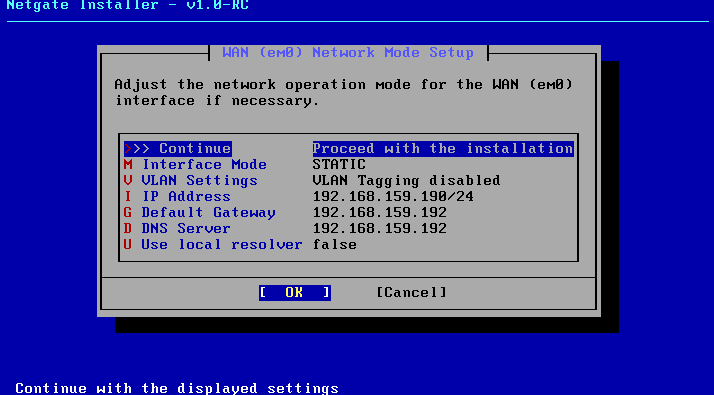 Netgate Installer - v1.0-RC
WAN (em0) Network Mode Setup
Adjust the network operation mode for the WAN (em0)
interface if necessary.
>>> Continue Proceed with the installation
M Interface Mode STATIC
V VLAN Settings VLAN Tagging disabled
I IP Address 192.168.159.190/24
G Default Gateway 192.168.159.192
D DNS Server 192.168.159.192
U Use local resolver false
[ OK ] [Cancel]
Continue with the displayed settings